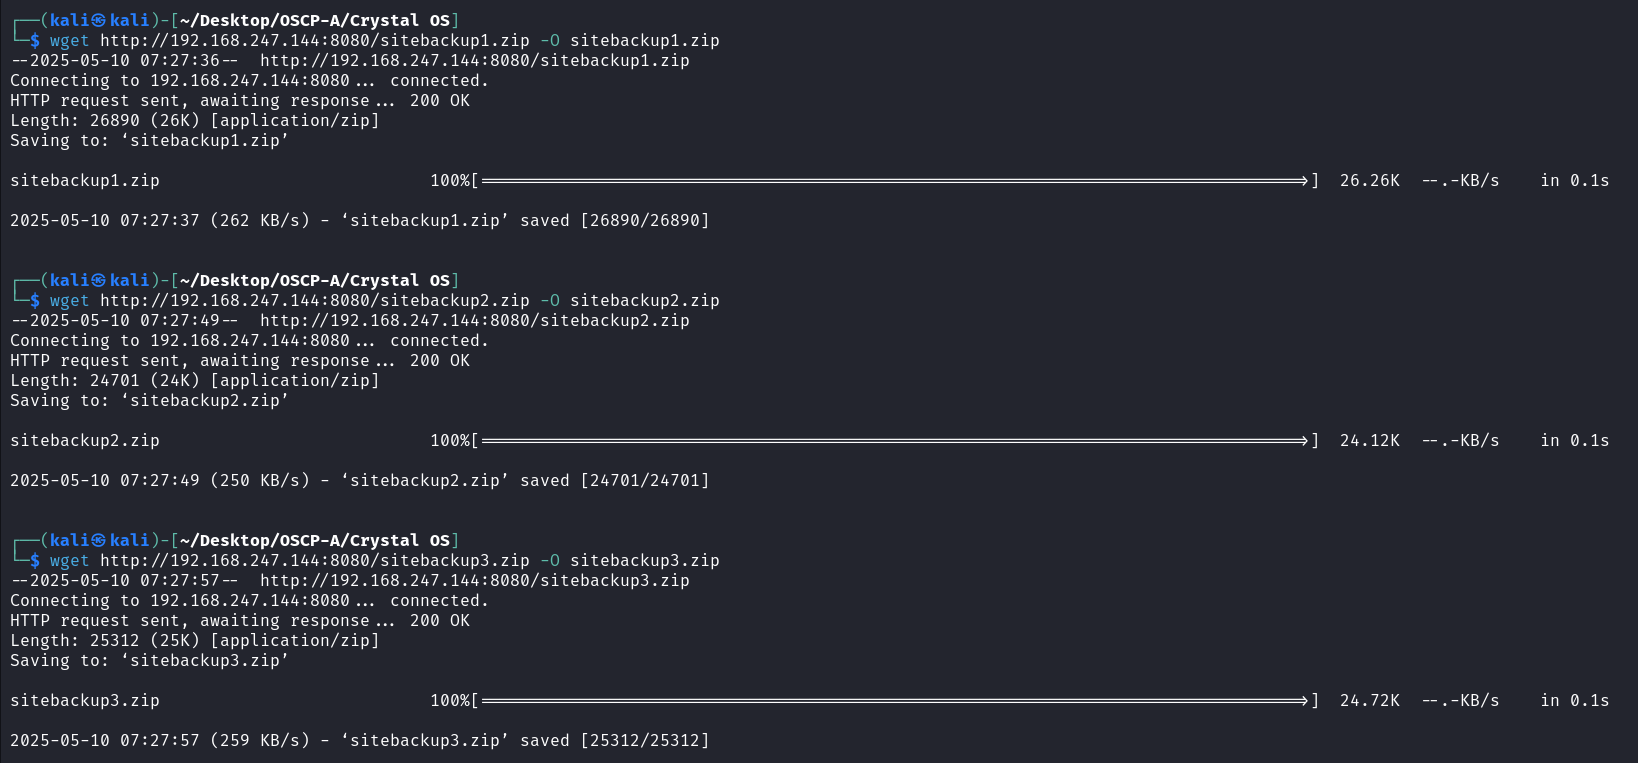 ┌──(kali㉿kali)-[~/Desktop/OSCP-A/Crystal OS]
└─$ wget http://192.168.247.144:8080/sitebackup1.zip -O sitebackup1.zip
--2025-05-10 07:27:36--  http://192.168.247.144:8080/sitebackup1.zip
Connecting to 192.168.247.144:8080... connected.
HTTP request sent, awaiting response... 200 OK
Length: 26890 (26K) [application/zip]
Saving to: ‘sitebackup1.zip’
sitebackup1.zip 100%[===================>] 26.26K --.-KB/s in 0.1s
2025-05-10 07:27:37 (262 KB/s) - ‘sitebackup1.zip’ saved [26890/26890]
┌──(kali㉿kali)-[~/Desktop/OSCP-A/Crystal OS]
└─$ wget http://192.168.247.144:8080/sitebackup2.zip -O sitebackup2.zip
--2025-05-10 07:27:49--  http://192.168.247.144:8080/sitebackup2.zip
Connecting to 192.168.247.144:8080... connected.
HTTP request sent, awaiting response... 200 OK
Length: 24701 (24K) [application/zip]
Saving to: ‘sitebackup2.zip’
sitebackup2.zip 100%[===================>] 24.12K --.-KB/s in 0.1s
2025-05-10 07:27:49 (250 KB/s) - ‘sitebackup2.zip’ saved [24701/24701]
┌──(kali㉿kali)-[~/Desktop/OSCP-A/Crystal OS]
└─$ wget http://192.168.247.144:8080/sitebackup3.zip -O sitebackup3.zip
--2025-05-10 07:27:57--  http://192.168.247.144:8080/sitebackup3.zip
Connecting to 192.168.247.144:8080... connected.
HTTP request sent, awaiting response... 200 OK
Length: 25312 (25K) [application/zip]
Saving to: ‘sitebackup3.zip’
sitebackup3.zip 100%[===================>] 24.72K --.-KB/s in 0.1s
2025-05-10 07:27:57 (259 KB/s) - ‘sitebackup3.zip’ saved [25312/25312]